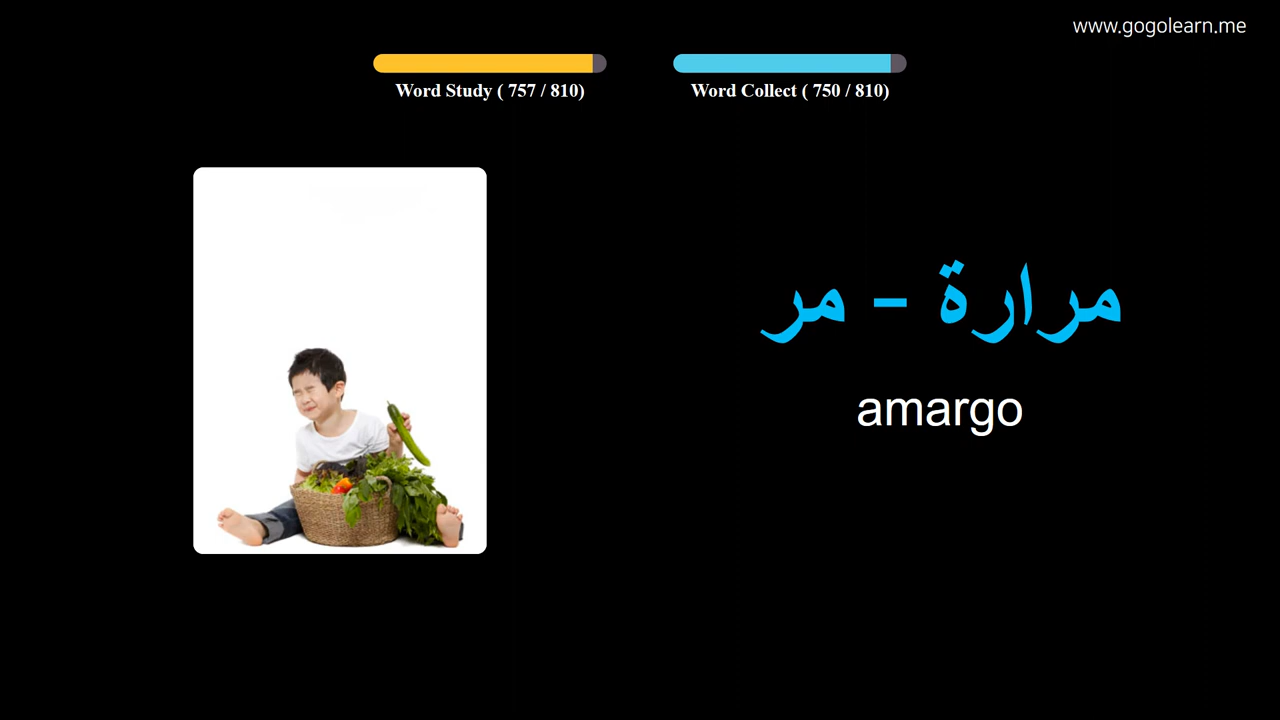 www.gogolearn.me
Word Study ( 757 / 810)
Word Collect ( 750 / 810)
مرارة - مر
amargo